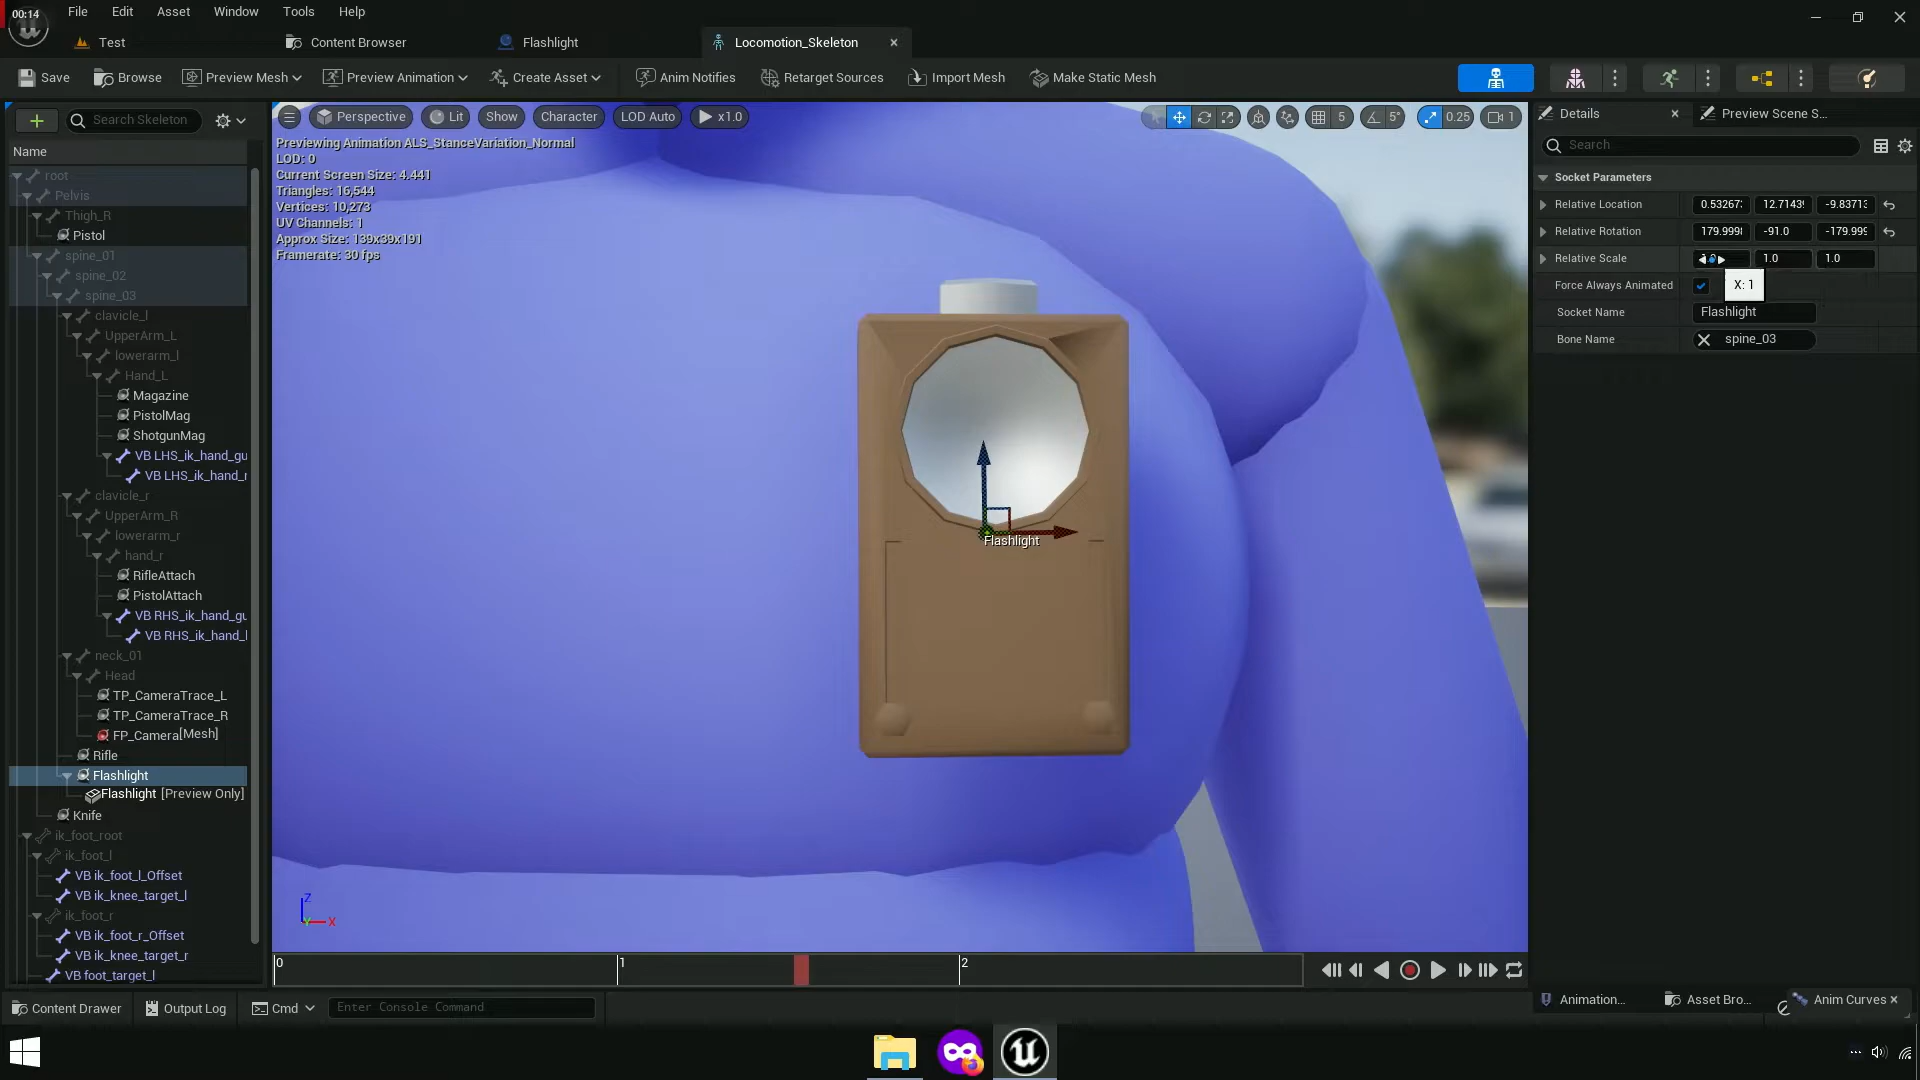 00:14
File Edit Asset Window Tools Help
Test Content Browser Flashlight Locomotion_Skeleton
Save Browse Preview Mesh Preview Animation Create Asset Anim Notifies Retarget Sources Import Mesh Make Static Mesh
Search Skeleton
Name
root
Pelvis
Thigh_R
Pistol
spine_01
spine_02
spine_03
clavicle_l
UpperArm_L
lowerarm_l
Hand_L
Magazine
PistolMag
ShotgunMag
VB LHS_ik_hand_gu
VB LHS_ik_hand_r
clavicle_r
UpperArm_R
lowerarm_r
hand_r
RifleAttach
PistolAttach
VB RHS_ik_hand_gu
VB RHS_ik_hand_l
neck_01
Head
TP_CameraTrace_L
TP_CameraTrace_R
FP_Camera [Mesh]
Rifle
Flashlight
Flashlight [Preview Only]
Knife
ik_foot_root
ik_foot_l
VB ik_foot_l_Offset
VB ik_knee_target_l
ik_foot_r
VB ik_foot_r_Offset
VB ik_knee_target_r
VB foot_target_l
Perspective Lit Show Character LOD Auto x1.0
5 5° 0.25 1
Previewing Animation ALS_StanceVariation_Normal
LOD: 0
Current Screen Size: 4.441
Triangles: 16,544
Vertices: 10,273
UV Channels: 1
Approx Size: 139x39x191
Framerate: 30 fps
Flashlight
Z
X
0 1 2
Details Preview Scene S...
Search
Socket Parameters
Relative Location 12.7143 -9.8371
Relative Rotation 179.999 -91.0 -179.999
Relative Scale 1.0 1.0
Force Always Animated
X: 1
Socket Name Flashlight
Bone Name spine_03
Animation... Asset Bro... Anim Curves
Content Drawer Output Log Cmd Enter Console Command